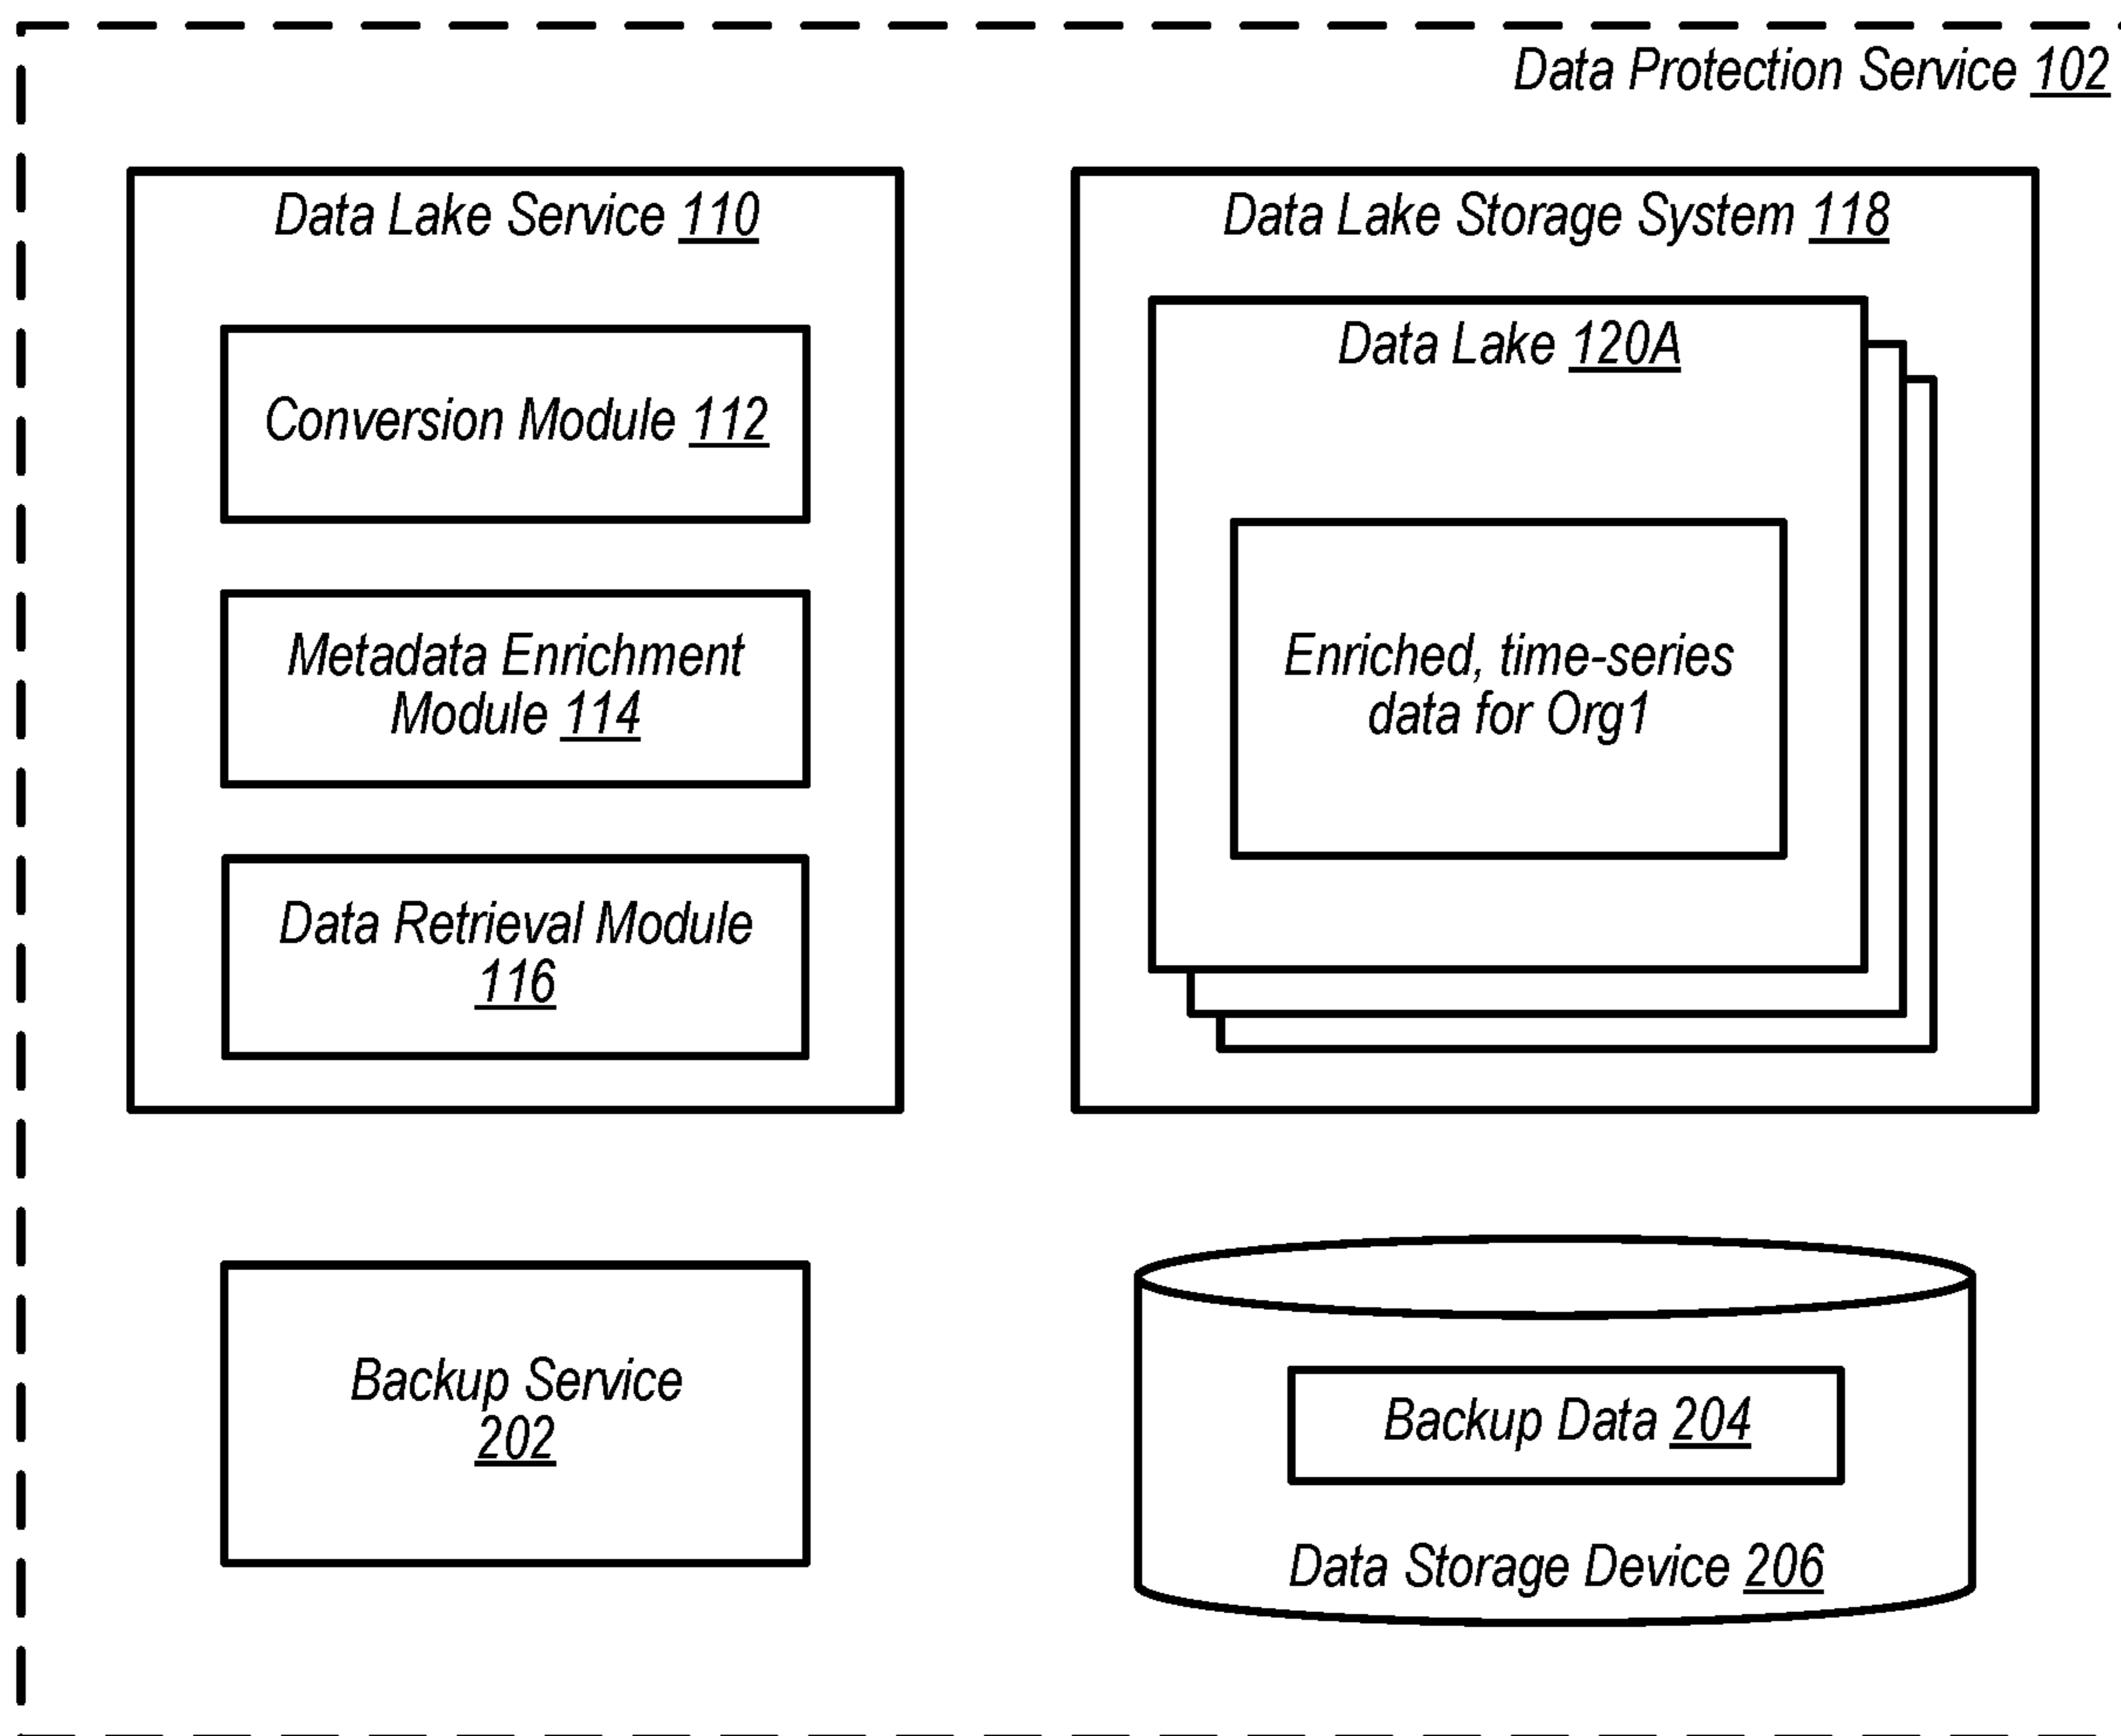 Data Protection Service 102
Data Lake Service 110
Conversion Module 112
Metadata Enrichment
Module 114
Data Retrieval Module
116
Data Lake Storage System 118
Data Lake 120A
Enriched, time-series
data for Org1
Backup Service
202
Backup Data 204
Data Storage Device 206